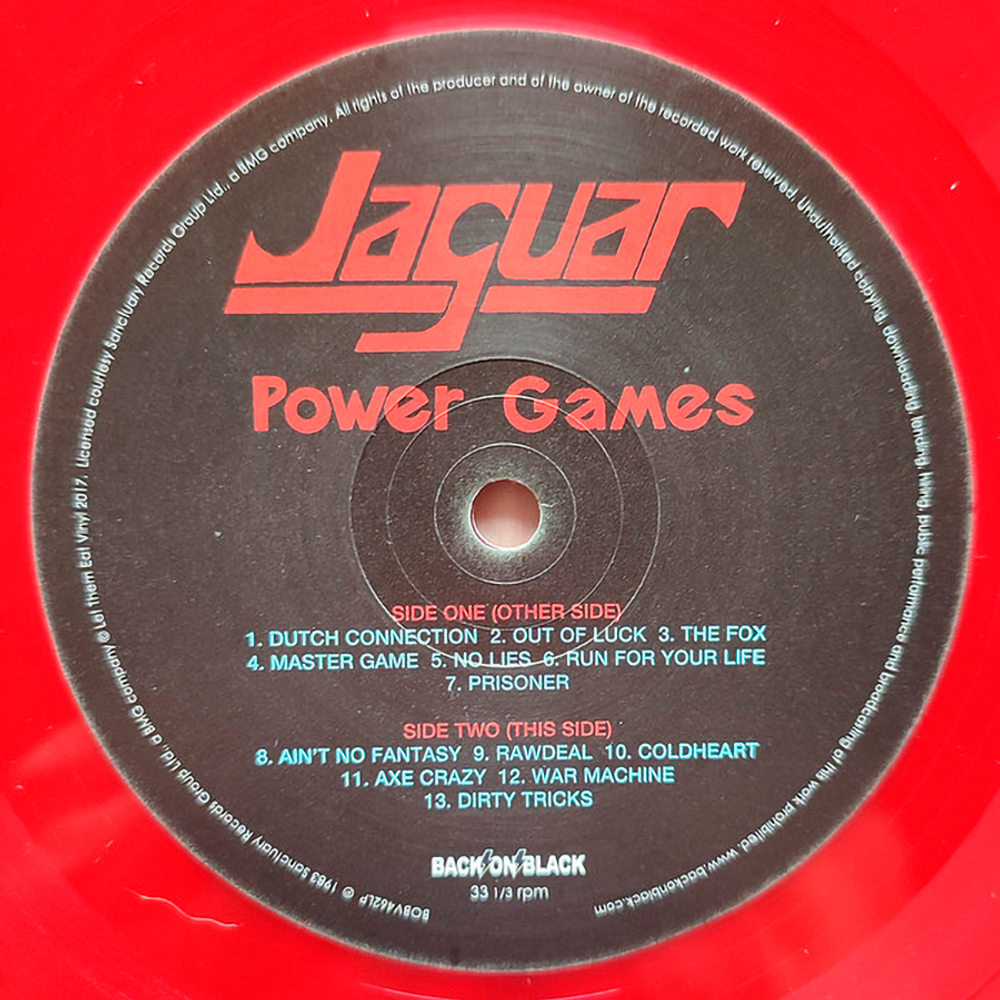 Jaguar
Power Games
SIDE ONE (OTHER SIDE)
1. DUTCH CONNECTION 2. OUT OF LUCK 3. THE FOX
4. MASTER GAME 5. NO LIES 6. RUN FOR YOUR LIFE
7. PRISONER
SIDE TWO (THIS SIDE)
8. AIN'T NO FANTASY 9. RAWDEAL 10. COLDHEART
11. AXE CRAZY 12. WAR MACHINE
13. DIRTY TRICKS
BACK ON BLACK
33 1/3 rpm
BOBV462LP ℗ 1983 Sanctuary Records Group Ltd., a BMG company © Let Them Eat Vinyl 2017. Licensed courtesy Sanctuary Records Group Ltd., a BMG company. All rights of the producer and of the owner of the recorded work reserved. Unauthorised copying, downloading, lending, hiring, public performance and broadcasting of this work prohibited. www.backonblack.com